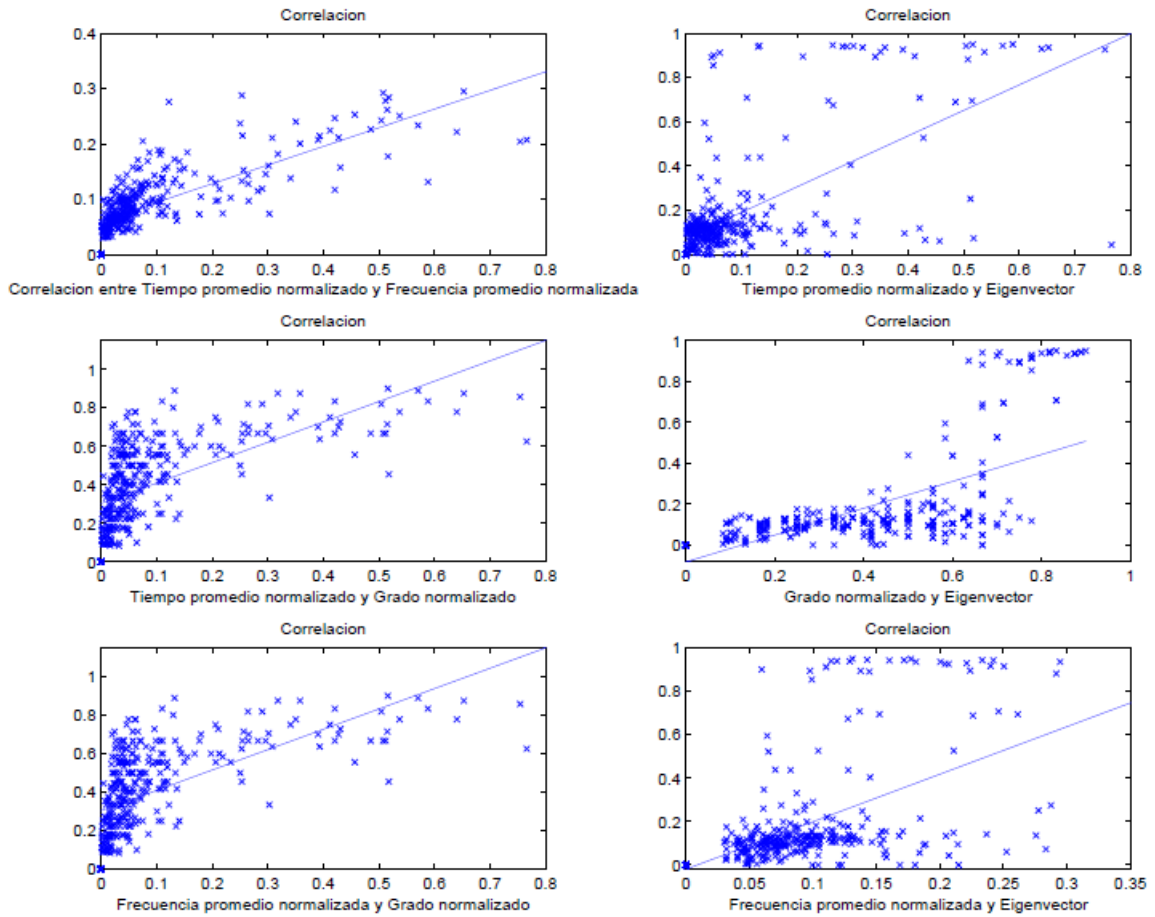 Correlacion
0.4
0.3
0.2
0.1
0
0 0.1 0.2 0.3 0.4 0.5 0.6 0.7 0.8
Correlacion entre Tiempo promedio normalizado y Frecuencia promedio normalizada
Correlacion
1
0.8
0.6
0.4
0.2
0
0 0.1 0.2 0.3 0.4 0.5 0.6 0.7 0.8
Tiempo promedio normalizado y Eigenvector
Correlacion
1
0.8
0.6
0.4
0.2
0
0 0.1 0.2 0.3 0.4 0.5 0.6 0.7 0.8
Tiempo promedio normalizado y Grado normalizado
Correlacion
1
0.8
0.6
0.4
0.2
0
0 0.2 0.4 0.6 0.8 1
Grado normalizado y Eigenvector
Correlacion
1
0.8
0.6
0.4
0.2
0
0 0.1 0.2 0.3 0.4 0.5 0.6 0.7 0.8
Frecuencia promedio normalizada y Grado normalizado
Correlacion
1
0.8
0.6
0.4
0.2
0
0 0.05 0.1 0.15 0.2 0.25 0.3 0.35
Frecuencia promedio normalizada y Eigenvector